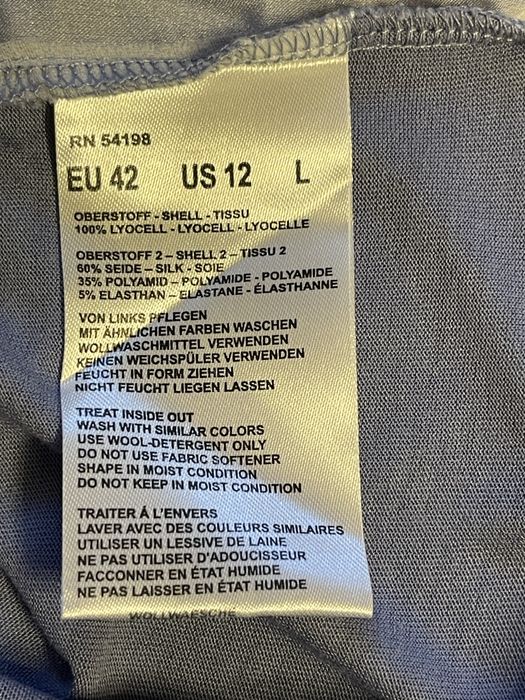 RN 54198
EU 42 US 12 L
OBERSTOFF - SHELL - TISSU
100% LYOCELL - LYOCELL - LYOCELLE
OBERSTOFF 2 – SHELL 2 – TISSU 2
60% SEIDE – SILK - SOIE
35% POLYAMID – POLYAMIDE - POLYAMIDE
5% ELASTHAN – ELASTANE - ÉLASTHANNE
VON LINKS PFLEGEN
MIT ÄHNLICHEN FARBEN WASCHEN
WOLLWASCHMITTEL VERWENDEN
KEINEN WEICHSPÜLER VERWENDEN
FEUCHT IN FORM ZIEHEN
NICHT FEUCHT LIEGEN LASSEN
TREAT INSIDE OUT
WASH WITH SIMILAR COLORS
USE WOOL-DETERGENT ONLY
DO NOT USE FABRIC SOFTENER
SHAPE IN MOIST CONDITION
DO NOT KEEP IN MOIST CONDITION
TRAITER Á L'ENVERS
LAVER AVEC DES COULEURS SIMILAIRES
UTILISER UN LESSIVE DE LAINE
NE PAS UTILISER D'ADOUCISSEUR
FACCONNER EN ÉTAT HUMIDE
NE PAS LAISSER EN ÉTAT HUMIDE
WOLLWAESCHE